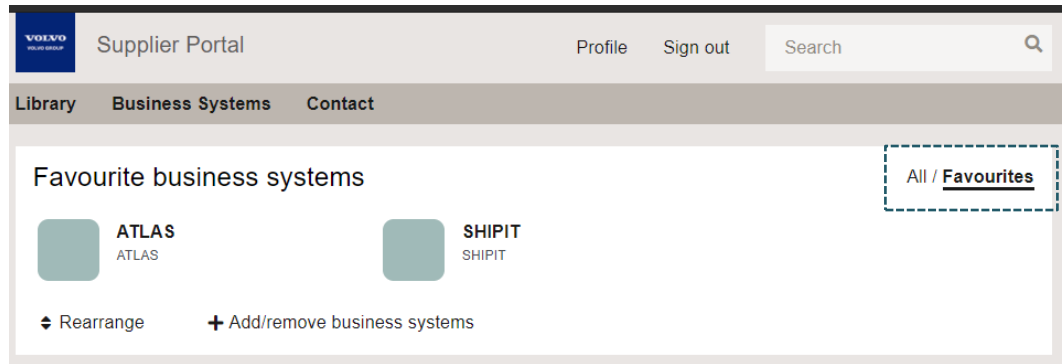 VOLVO
VOLVO GROUP
Supplier Portal
Profile
Sign out
Search
Library
Business Systems
Contact
Favourite business systems
All / Favourites
ATLAS
ATLAS
SHIPIT
SHIPIT
Rearrange
Add/remove business systems